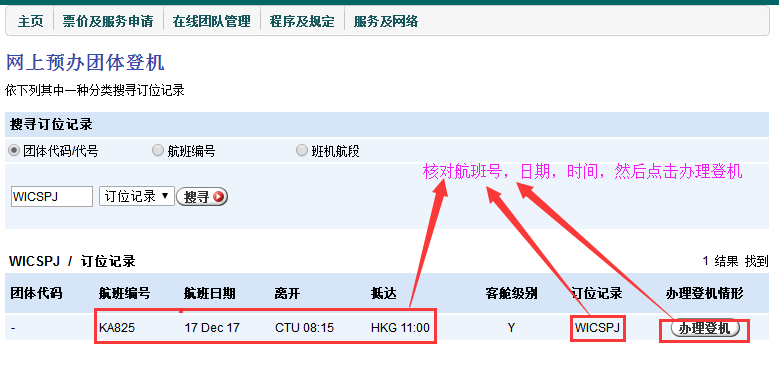 主页 票价及服务申请 在线团队管理 程序及规定 服务及网络
网上预办团体登机
依下列其中一种分类搜寻订位记录
搜寻订位记录
团体代码/代号 航班编号 班机航段
核对航班号，日期，时间，然后点击办理登机
WICSPJ 订位记录 搜寻
WICSPJ / 订位记录 1 结果 找到
团体代码 航班编号 航班日期 离开 抵达 客舱级别 订位记录 办理登机情形
- KA825 17 Dec 17 CTU 08:15 HKG 11:00 Y WICSPJ 办理登机